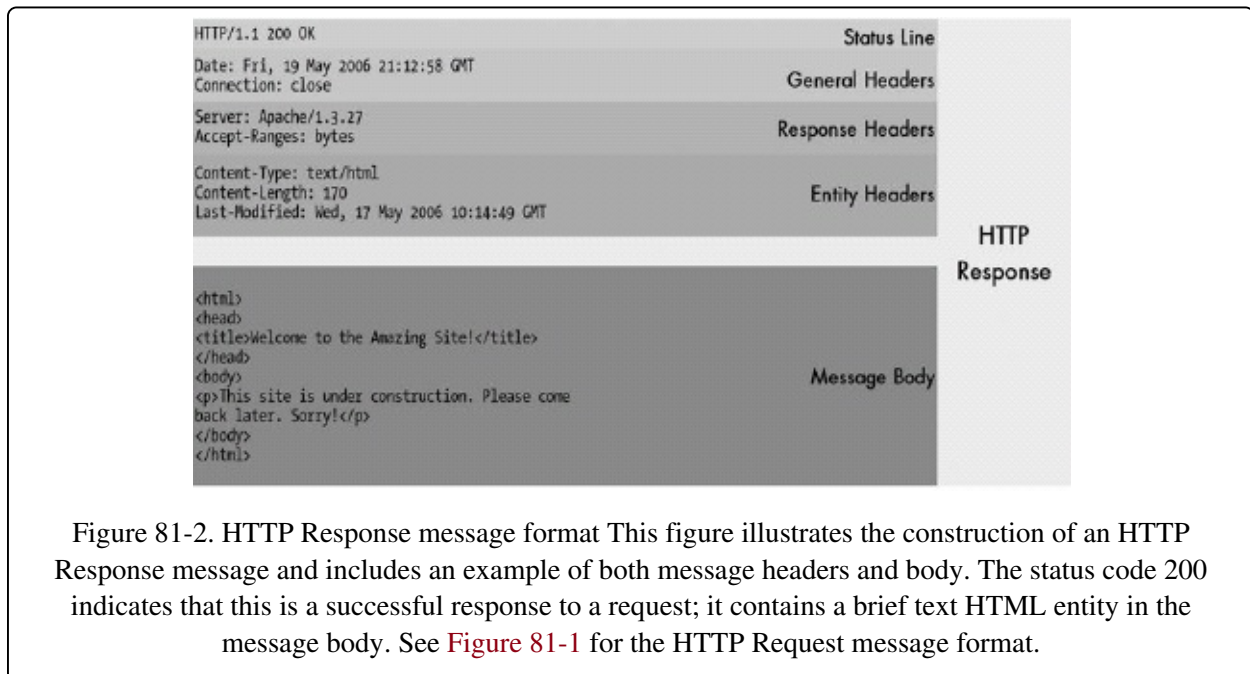 HTTP/1.1 200 OK
Status Line
Date: Fri, 19 May 2006 21:12:58 GMT
Connection: close
General Headers
Server: Apache/1.3.27
Accept-Ranges: bytes
Response Headers
Content-Type: text/html
Content-Length: 170
Last-Modified: Wed, 17 May 2006 10:14:49 GMT
Entity Headers
HTTP
Response
<html>
<head>
<title>Welcome to the Amazing Site!</title>
</head>
<body>
<p>This site is under construction. Please come
back later. Sorry!</p>
</body>
</html>
Message Body
Figure 81-2. HTTP Response message format This figure illustrates the construction of an HTTP
Response message and includes an example of both message headers and body. The status code 200
indicates that this is a successful response to a request; it contains a brief text HTML entity in the
message body. See Figure 81-1 for the HTTP Request message format.